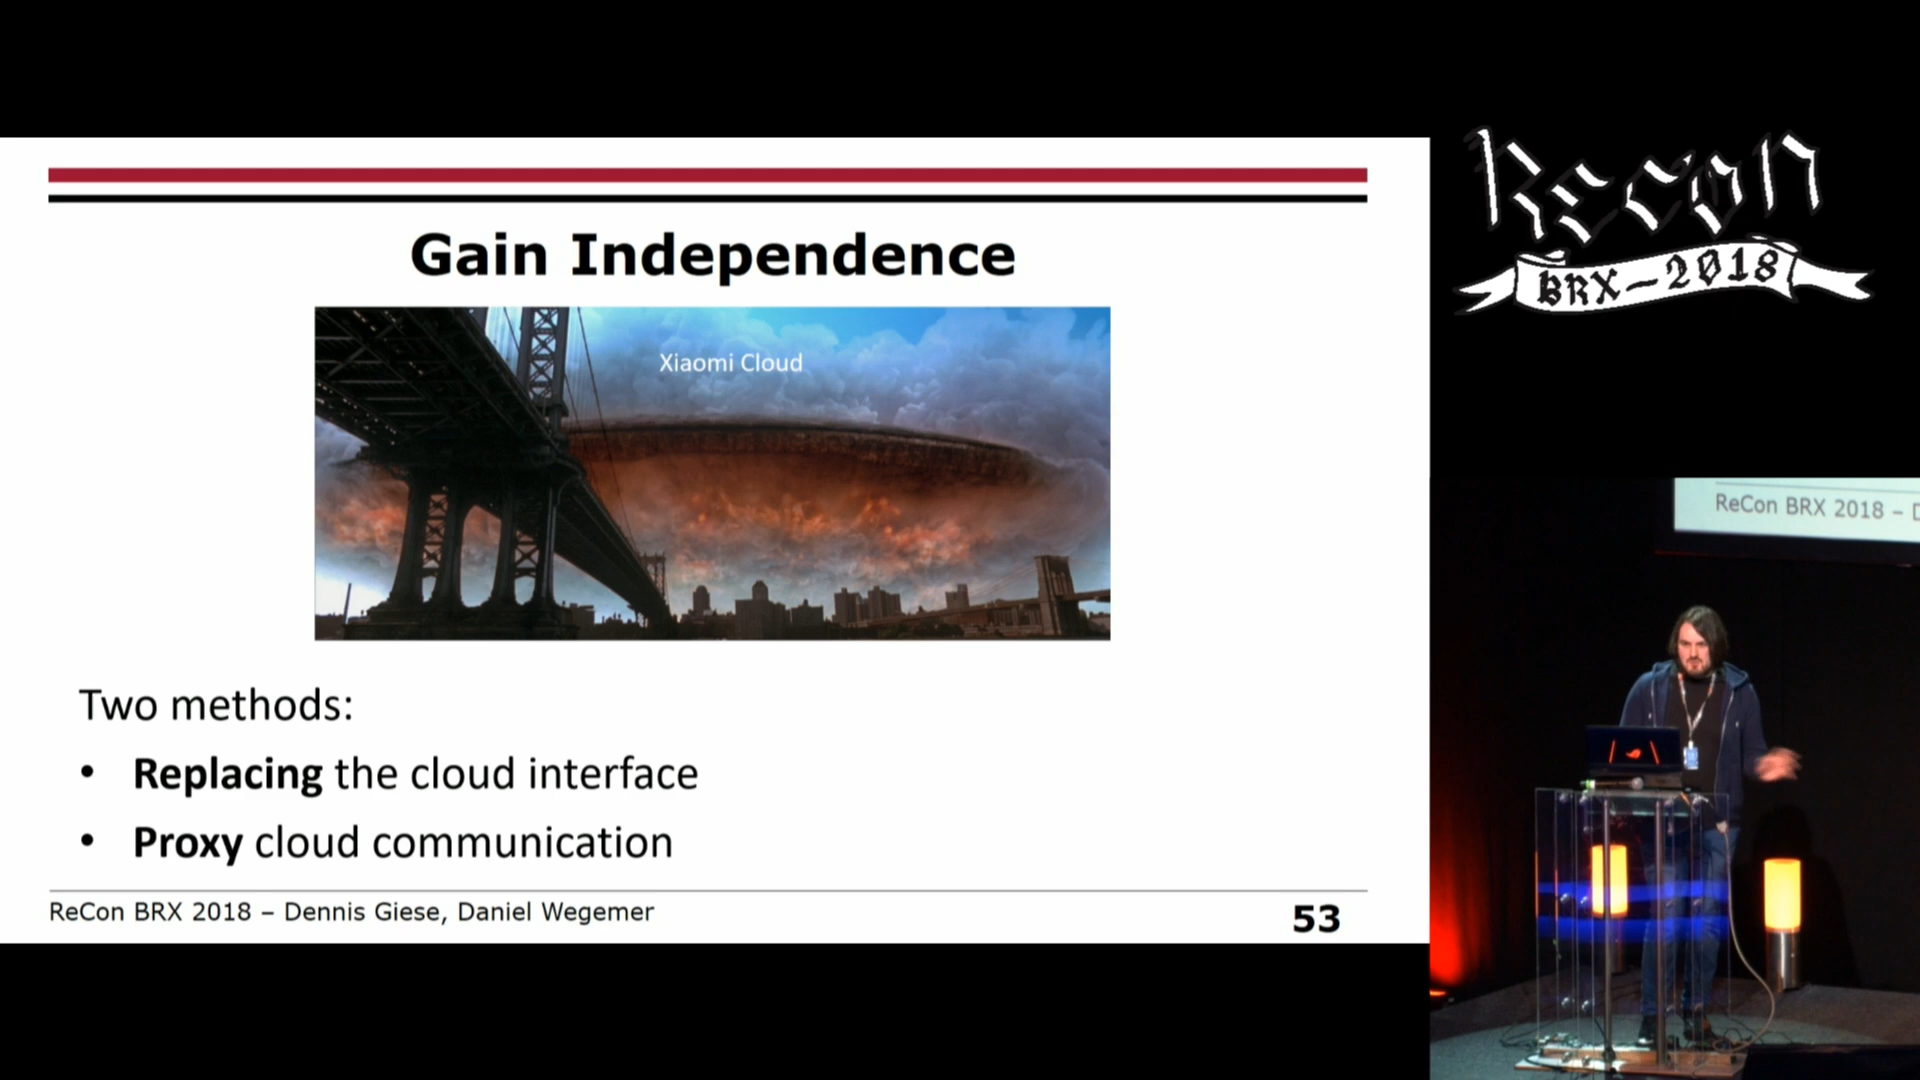 Gain Independence
Xiaomi Cloud
Two methods:
• Replacing the cloud interface
• Proxy cloud communication
ReCon BRX 2018 – Dennis Giese, Daniel Wegemer
53
Recon
BRX-2018
ReCon BRX 2018 – D